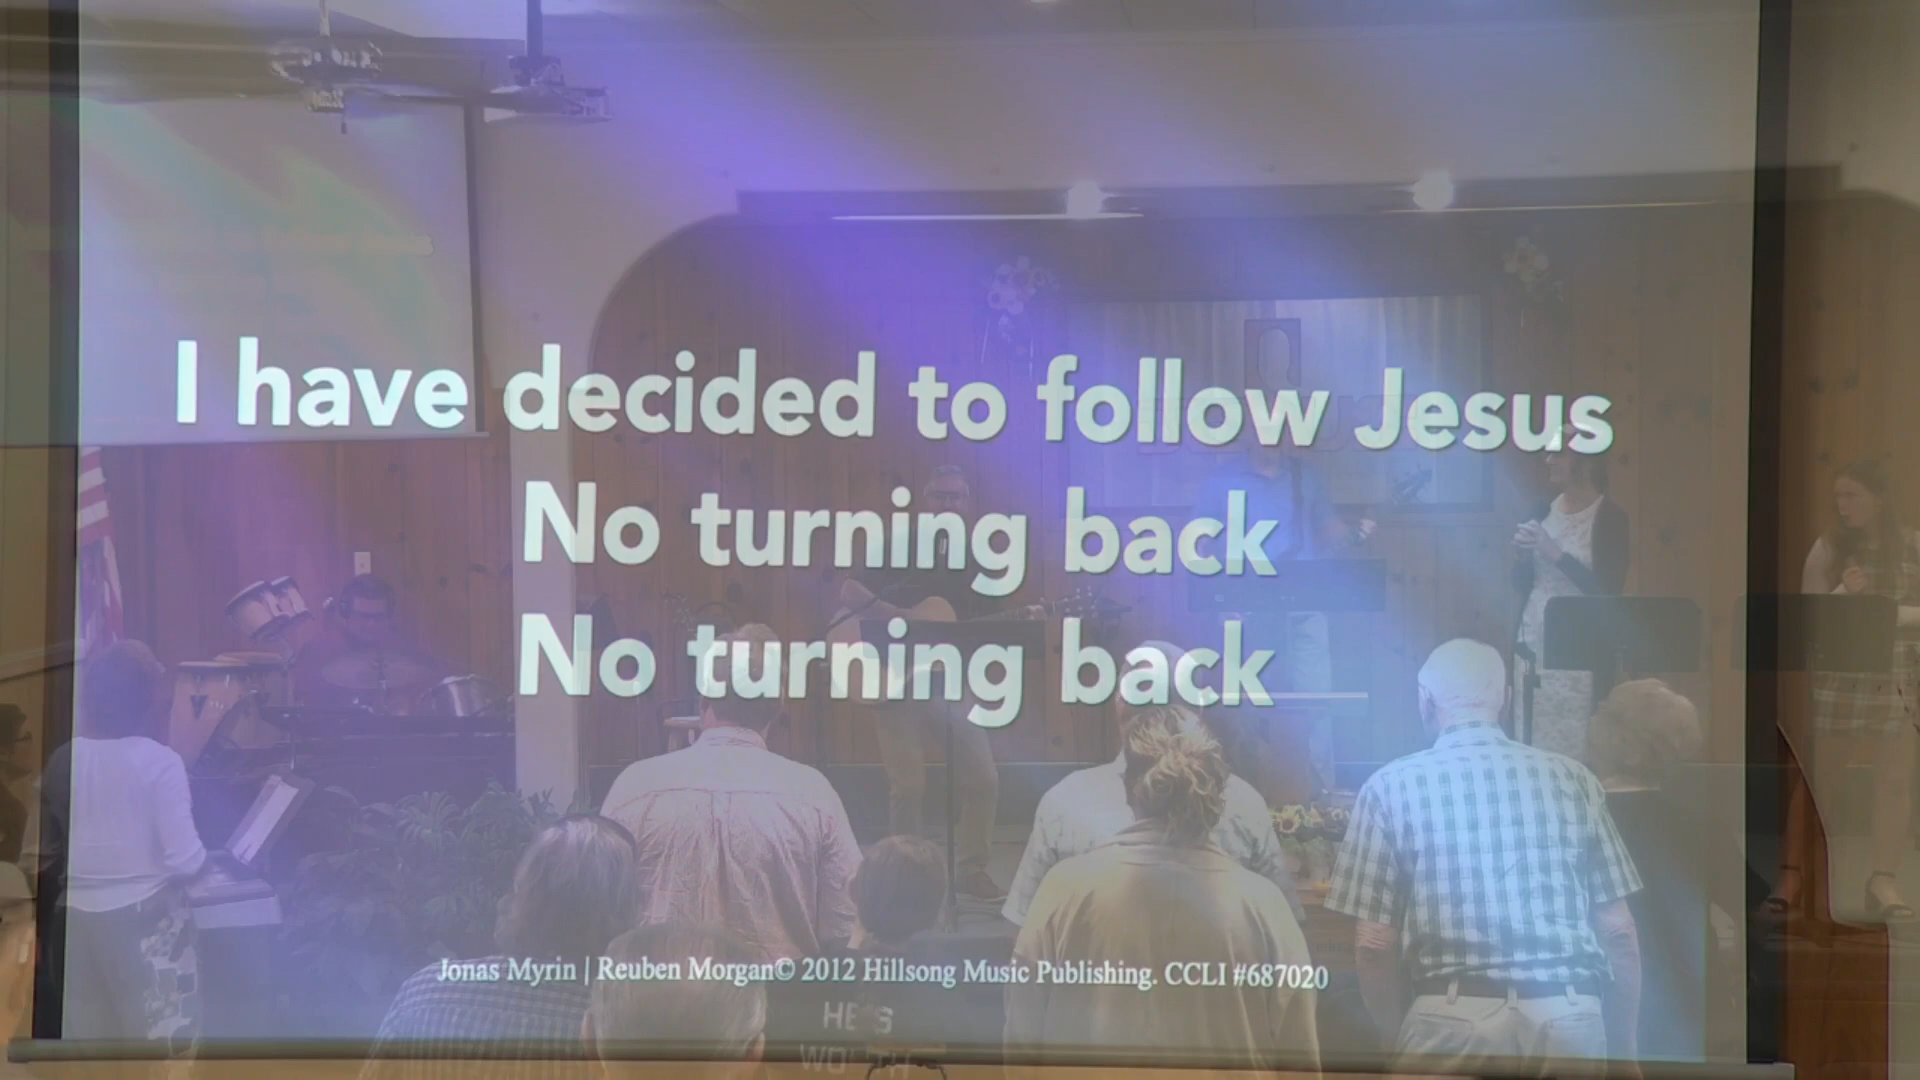 I have decided to follow Jesus
No turning back
No turning back
Jonas Myrin | Reuben Morgan© 2012 Hillsong Music Publishing. CCLI #687020
HE'S